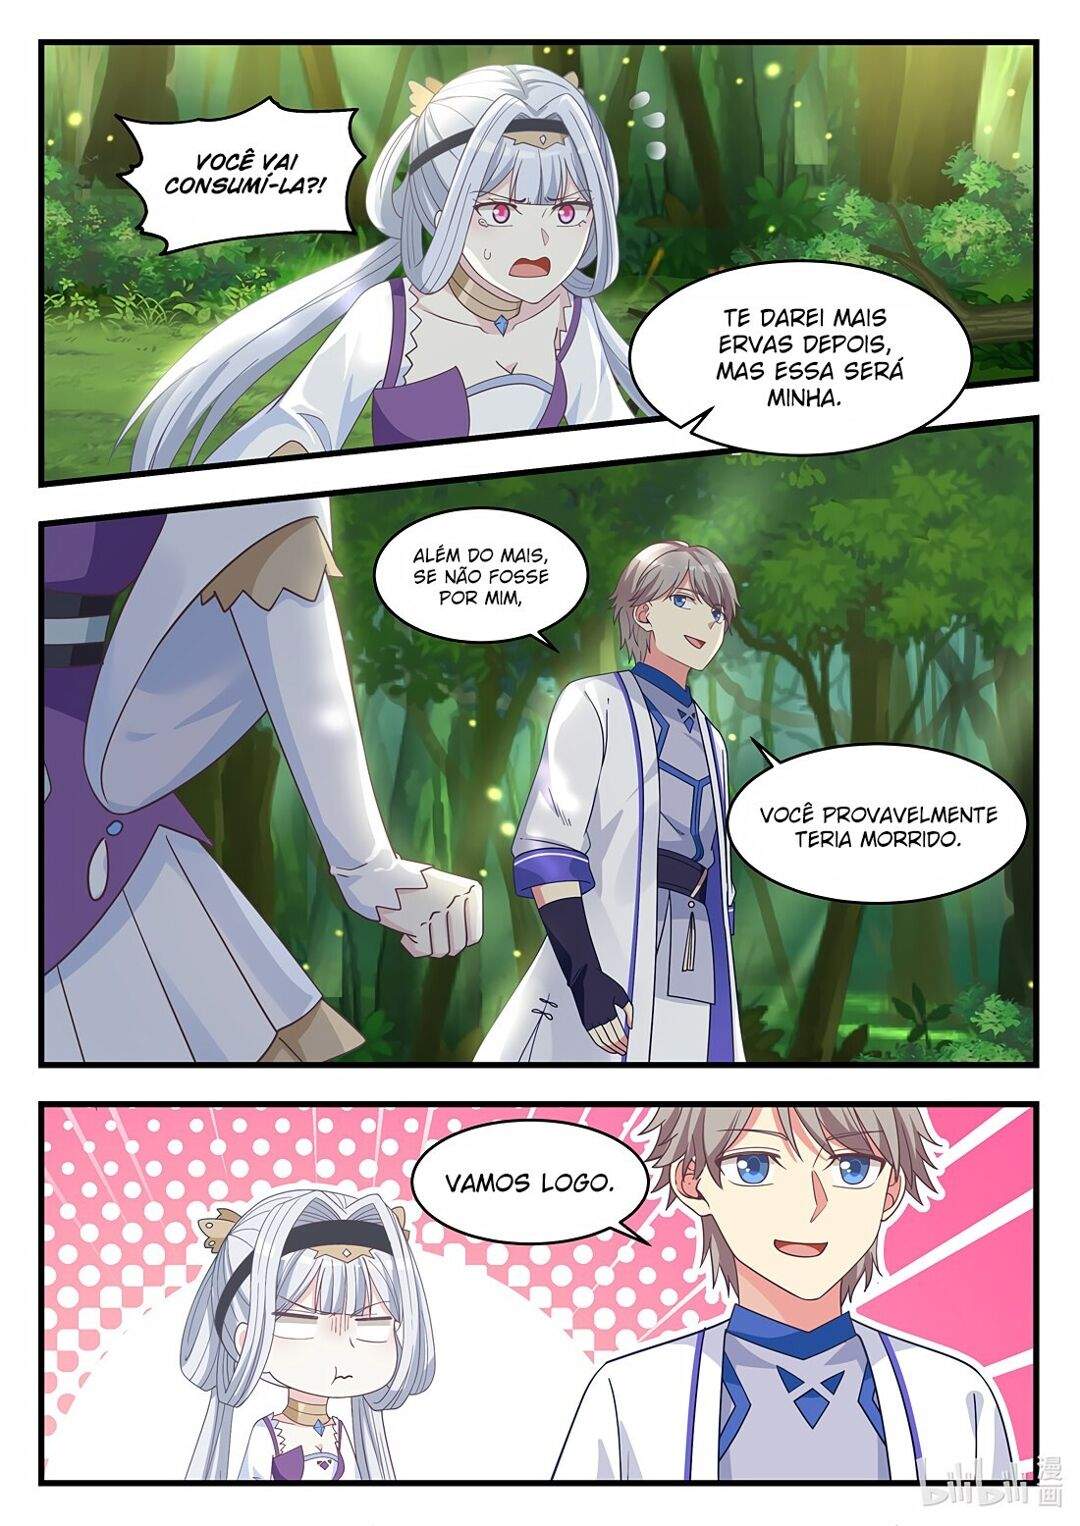 VOCÊ VAI
CONSUMÍ-LA?!
TE DAREI MAIS
ERVAS DEPOIS,
MAS ESSA SERÁ
MINHA.
ALÉM DO MAIS,
SE NÃO FOSSE
POR MIM,
VOCÊ PROVAVELMENTE
TERIA MORRIDO.
VAMOS LOGO.
bilibili 漫画